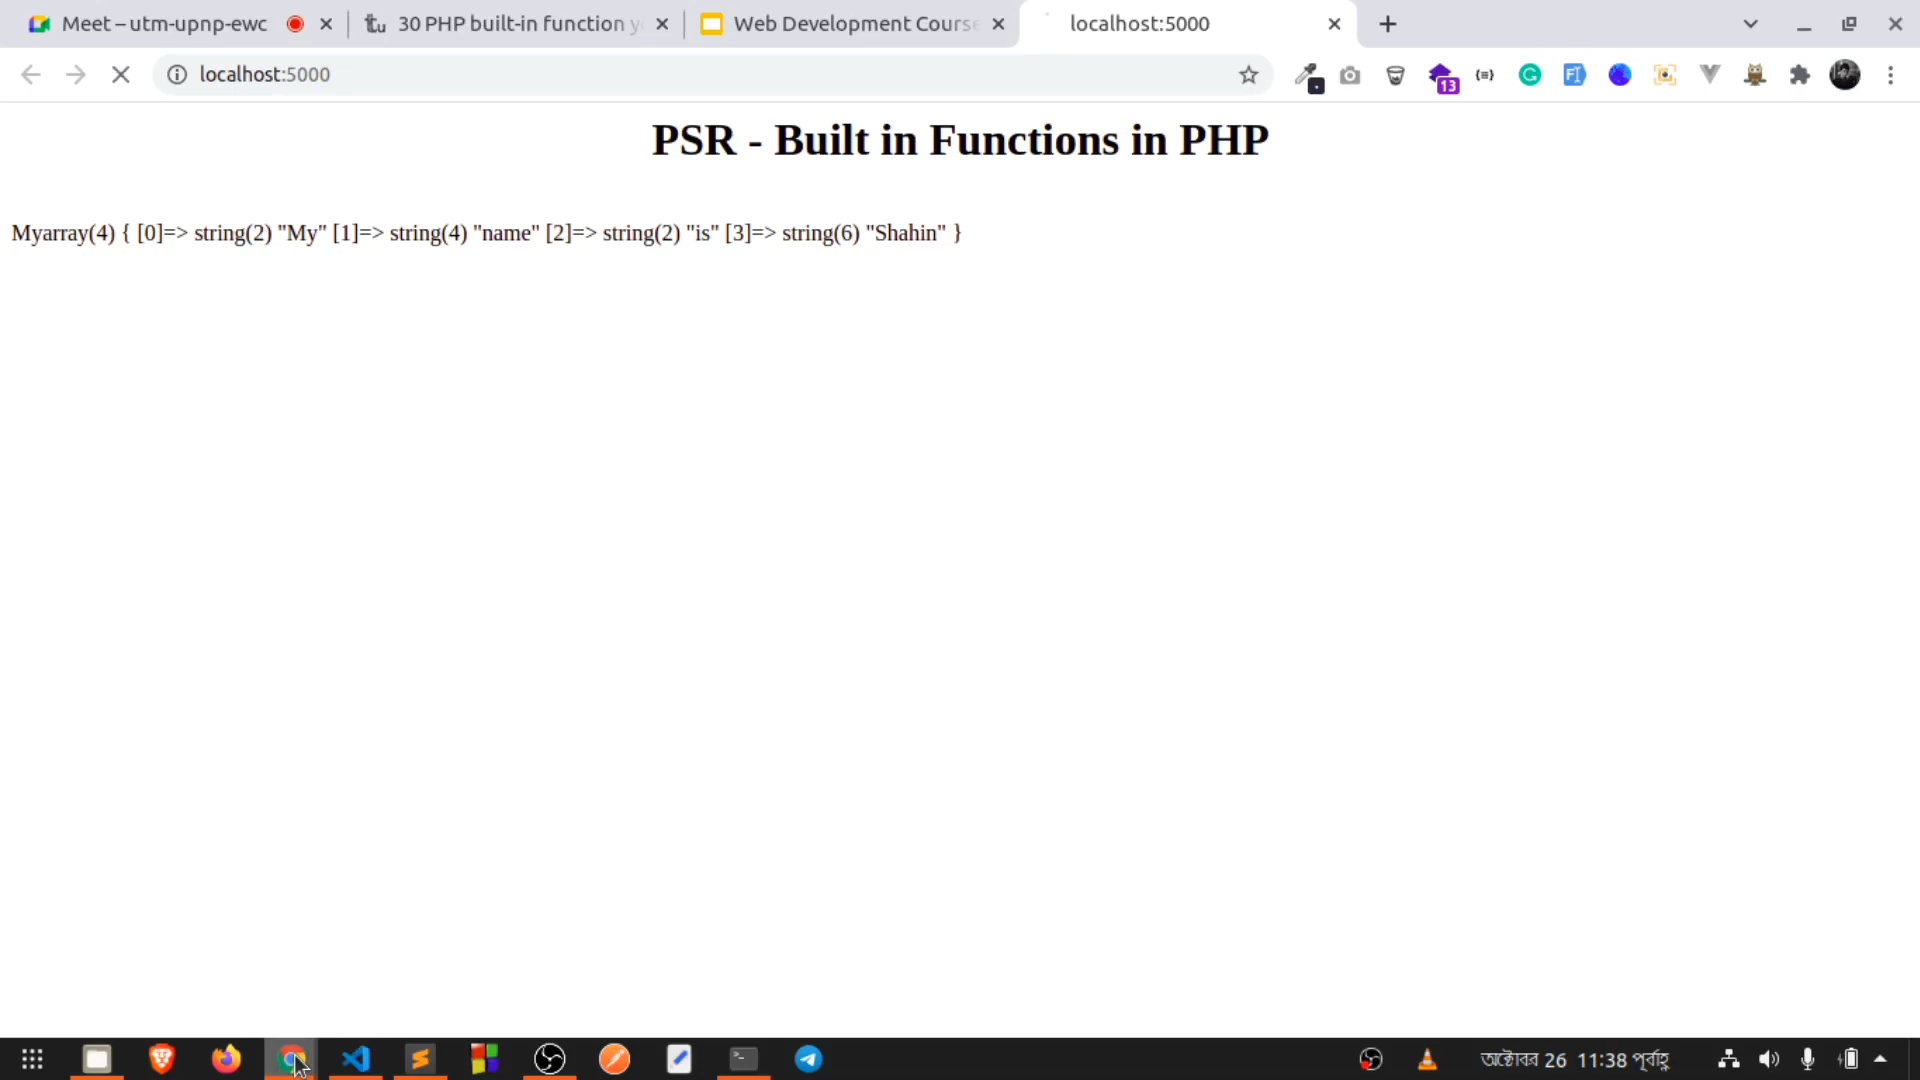 Meet – utm-upnp-ewc
30 PHP built-in function y
Web Development Course
localhost:5000
localhost:5000
13
PSR - Built in Functions in PHP
Myarray(4) { [0]=> string(2) "My" [1]=> string(4) "name" [2]=> string(2) "is" [3]=> string(6) "Shahin" }
অক্টোবর 26 11:38 পূর্বাহ্ণ